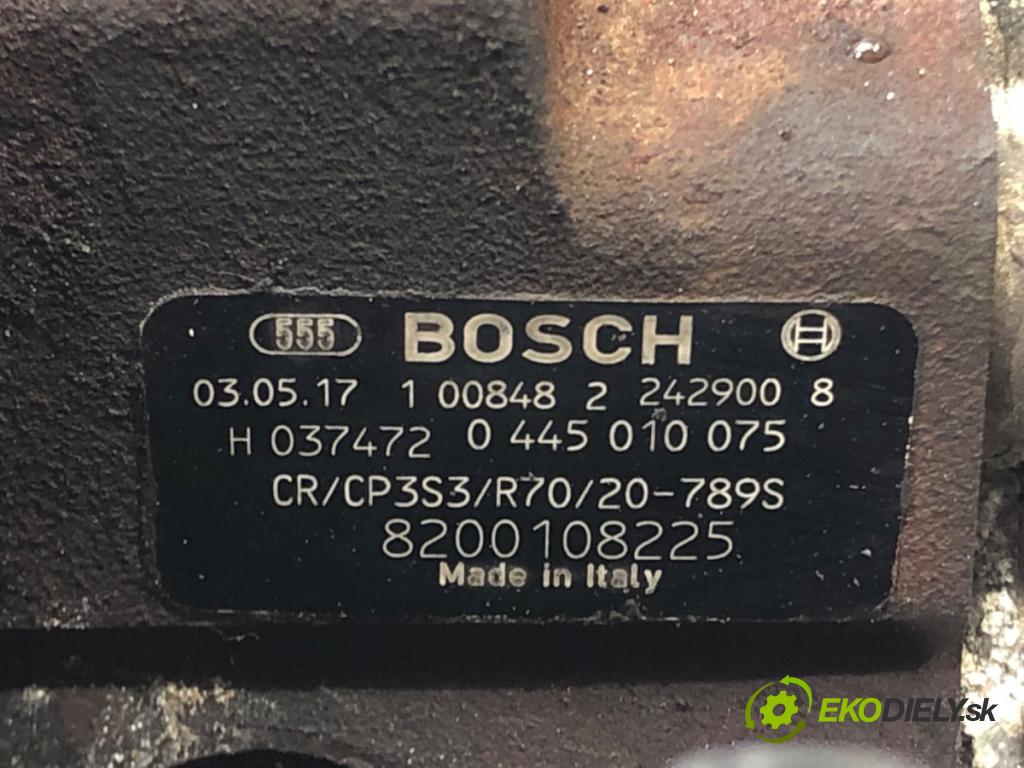 555 BOSCH
03.05.17 1 00848 2 242900 8
H 037472 0 445 010 075
CR/CP3S3/R70/20-789S
8200108225
Made in Italy
EKODIELY.sk